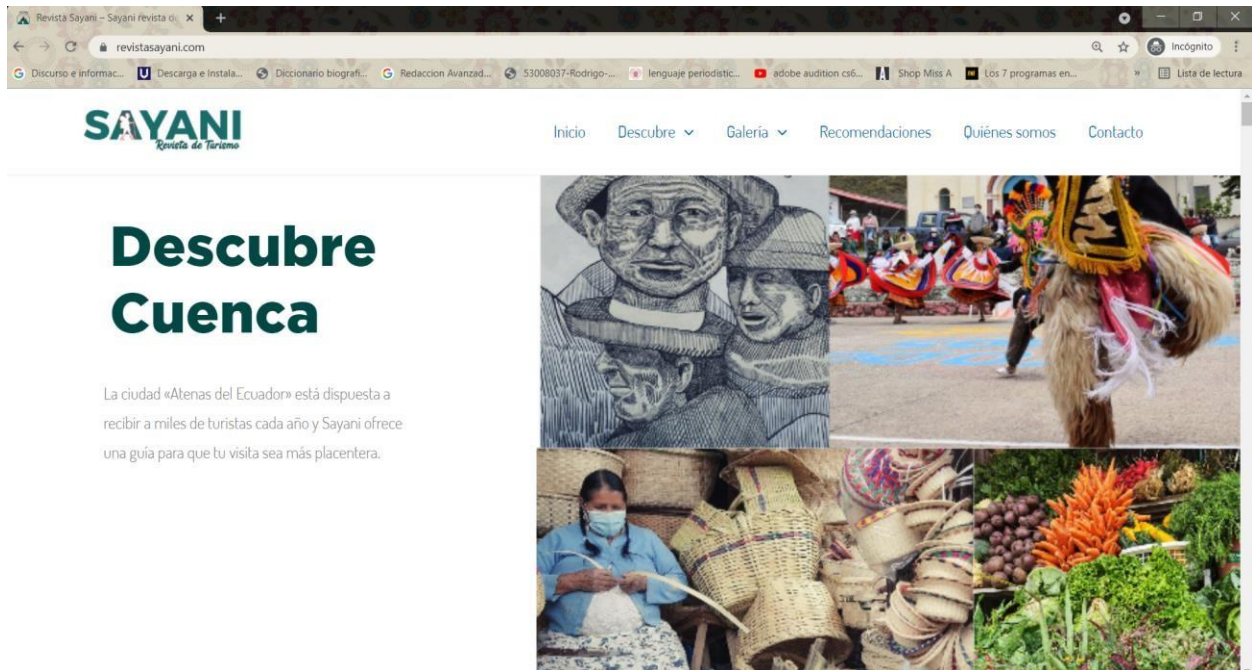 Revista Sayani – Sayani revista d
revistasayani.com
Incógnito
Discurso e informac...
Descarga e Instala...
Diccionario biografi...
Redaccion Avanzad...
53008037-Rodrigo-...
lenguaje periodistic...
adobe audition cs6...
Shop Miss A
Los 7 programas en...
»
Lista de lectura
SAYANI
Revista de Turismo
Inicio
Descubre
Galería
Recomendaciones
Quiénes somos
Contacto
Descubre
Cuenca
La ciudad «Atenas del Ecuador» está dispuesta a
recibir a miles de turistas cada año y Sayani ofrece
una guía para que tu visita sea más placentera.